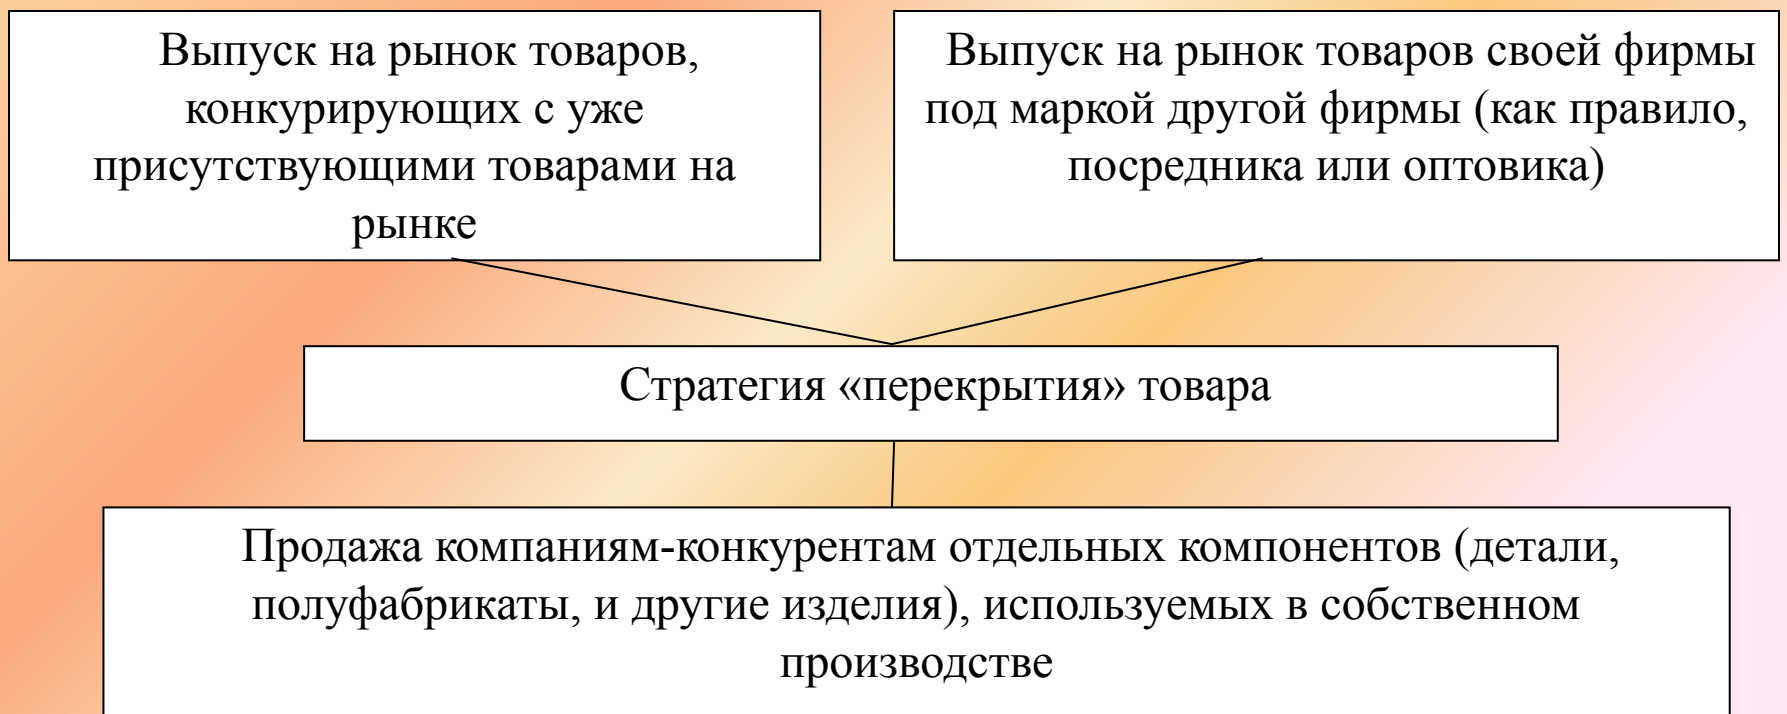 Выпуск на рынок товаров,
конкурирующих с уже
присутствующими товарами на
рынке
Выпуск на рынок товаров своей фирмы
под маркой другой фирмы (как правило,
посредника или оптовика)
Стратегия «перекрытия» товара
Продажа компаниям-конкурентам отдельных компонентов (детали,
полуфабрикаты, и другие изделия), используемых в собственном
производстве